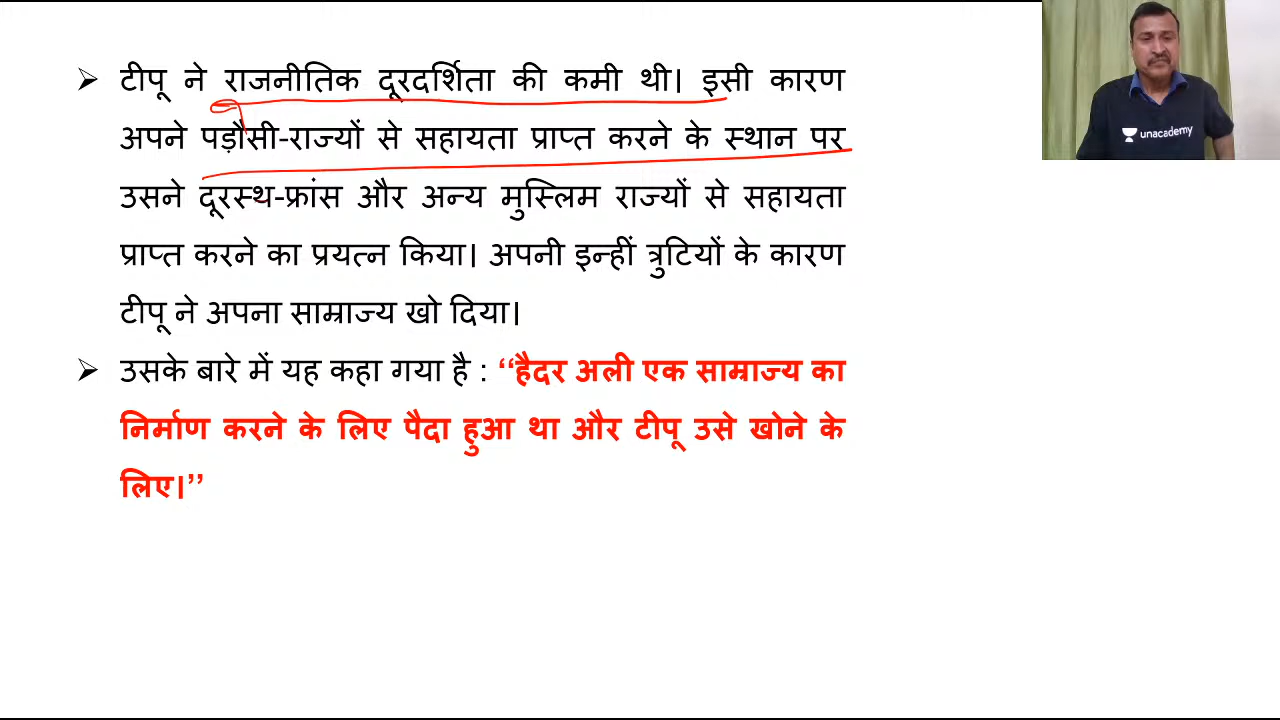 टीपू ने राजनीतिक दूरदर्शिता की कमी थी। इसी कारण
अपने पड़ौसी-राज्यों से सहायता प्राप्त करने के स्थान पर
उसने दूरस्थ-फ्रांस और अन्य मुस्लिम राज्यों से सहायता
प्राप्त करने का प्रयत्न किया। अपनी इन्हीं त्रुटियों के कारण
टीपू ने अपना साम्राज्य खो दिया।
उसके बारे में यह कहा गया है : ‘‘हैदर अली एक साम्राज्य का
निर्माण करने के लिए पैदा हुआ था और टीपू उसे खोने के
लिए।’’
unacademy